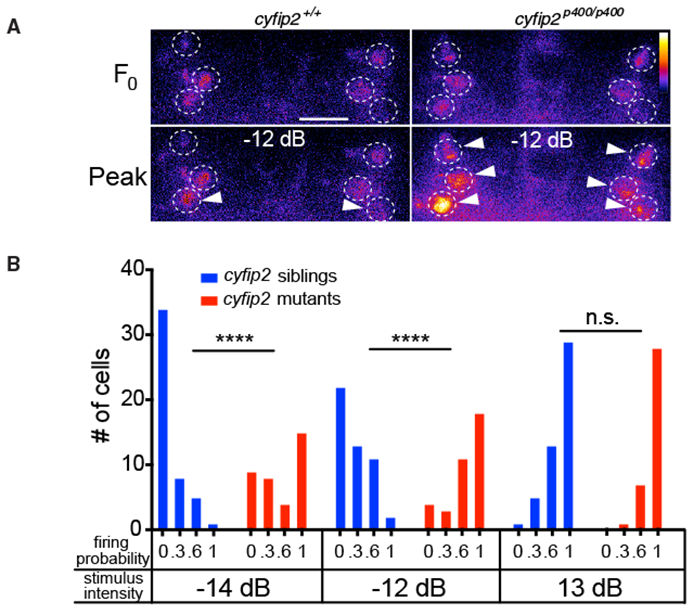 A
cyfip2 +/+
cyfip2 p400/p400
F0
-12 dB
-12 dB
Peak
B
cyfip2 siblings
cyfip2 mutants
****
****
n.s.
# of cells
40
30
20
10
0
firing probability
0 .3 .6 1
0 .3 .6 1
0 .3 .6 1
0 .3 .6 1
0 .3 .6 1
0 .3 .6 1
stimulus intensity
-14 dB
-12 dB
13 dB